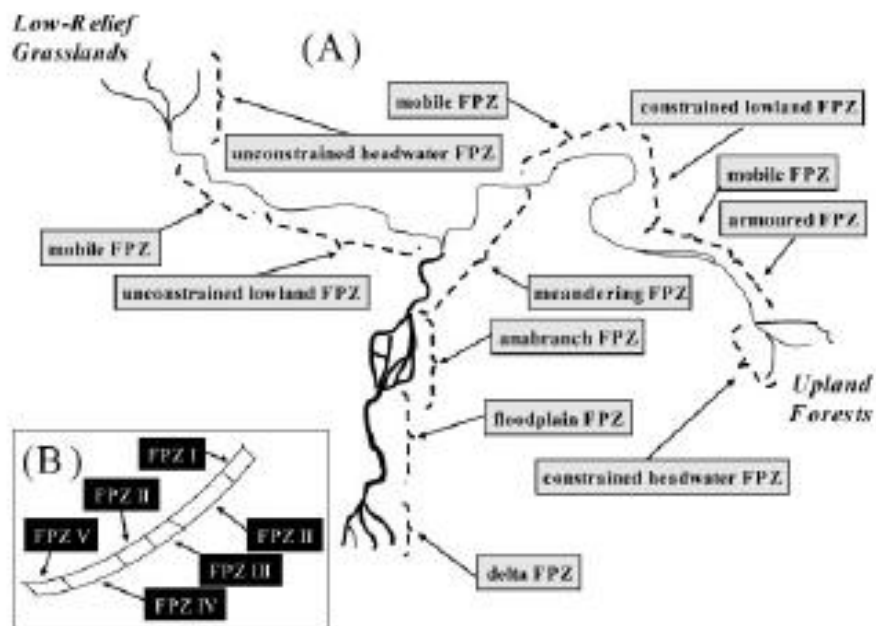 Low-Relief
Grasslands
(A)
mobile FPZ
constrained lowland FPZ
unconstrained headwater FPZ
mobile FPZ
armoured FPZ
mobile FPZ
unconstrained lowland FPZ
meandering FPZ
anabranch FPZ
Upland
Forests
floodplain FPZ
constrained headwater FPZ
delta FPZ
(B)
FPZ I
FPZ II
FPZ V
FPZ II
FPZ III
FPZ IV